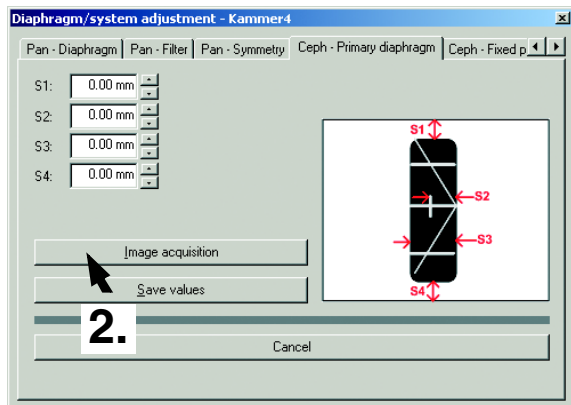 Diaphragm/system adjustment - Kammer4
Pan - Diaphragm Pan - Filter Pan - Symmetry Ceph - Primary diaphragm Ceph - Fixed p
S1: 0.00 mm
S2: 0.00 mm
S3: 0.00 mm
S4: 0.00 mm
S1
S2
S3
S4
Image acquisition
Save values
2.
Cancel